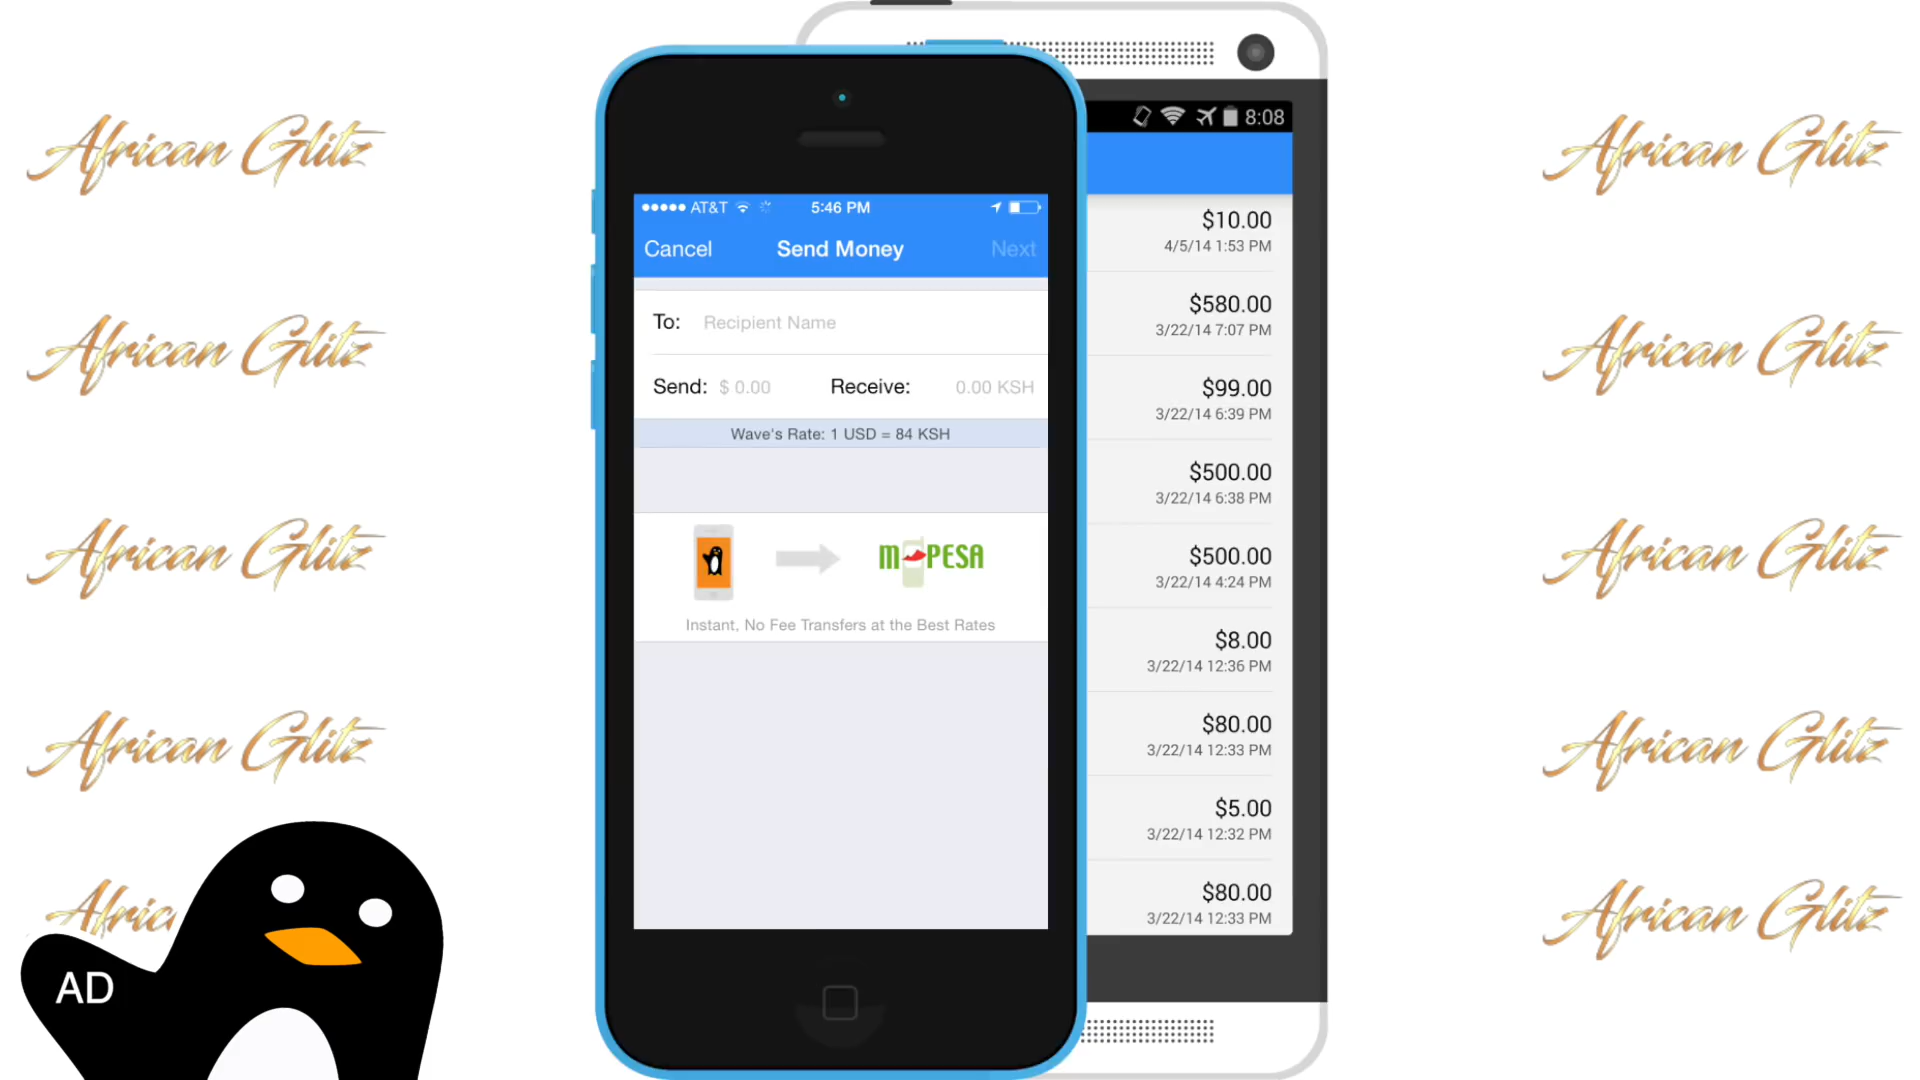 African Glitz
African Glitz
African Glitz
African Glitz
Afric
AD
AT&T 5:46 PM
Cancel Send Money Next
To: Recipient Name
Send: $ 0.00 Receive: 0.00 KSH
Wave's Rate: 1 USD = 84 KSH
M PESA
Instant, No Fee Transfers at the Best Rates
8:08
$10.00
4/5/14 1:53 PM
$580.00
3/22/14 7:07 PM
$99.00
3/22/14 6:39 PM
$500.00
3/22/14 6:38 PM
$500.00
3/22/14 4:24 PM
$8.00
3/22/14 12:36 PM
$80.00
3/22/14 12:33 PM
$5.00
3/22/14 12:32 PM
$80.00
3/22/14 12:33 PM
African Glitz
African Glitz
African Glitz
African Glitz
African Glitz